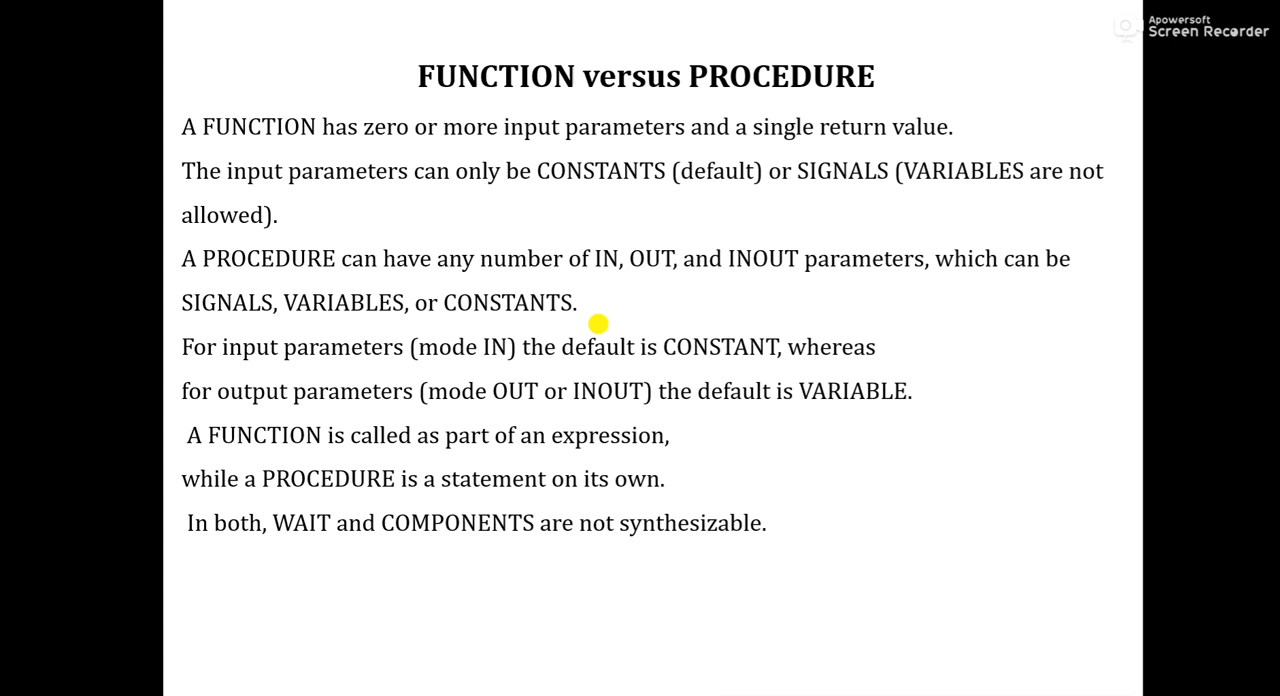 Apowersoft
Screen Recorder
FUNCTION versus PROCEDURE
A FUNCTION has zero or more input parameters and a single return value.
The input parameters can only be CONSTANTS (default) or SIGNALS (VARIABLES are not
allowed).
A PROCEDURE can have any number of IN, OUT, and INOUT parameters, which can be
SIGNALS, VARIABLES, or CONSTANTS.
For input parameters (mode IN) the default is CONSTANT, whereas
for output parameters (mode OUT or INOUT) the default is VARIABLE.
A FUNCTION is called as part of an expression,
while a PROCEDURE is a statement on its own.
In both, WAIT and COMPONENTS are not synthesizable.